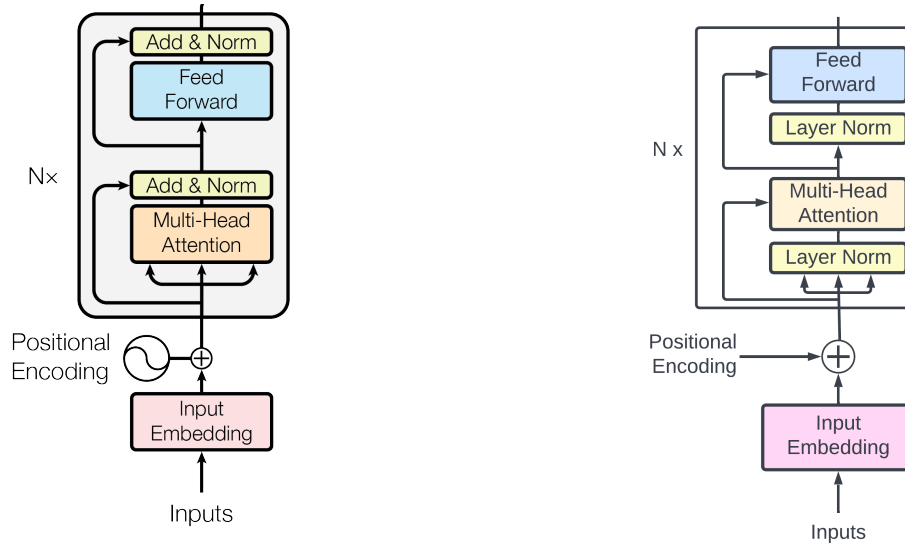 Add & Norm
Feed
Forward
Add & Norm
Nx
Multi-Head
Attention
Positional
Encoding
Input
Embedding
Inputs
Feed
Forward
Layer Norm
N x
Multi-Head
Attention
Layer Norm
Positional
Encoding
Input
Embedding
Inputs